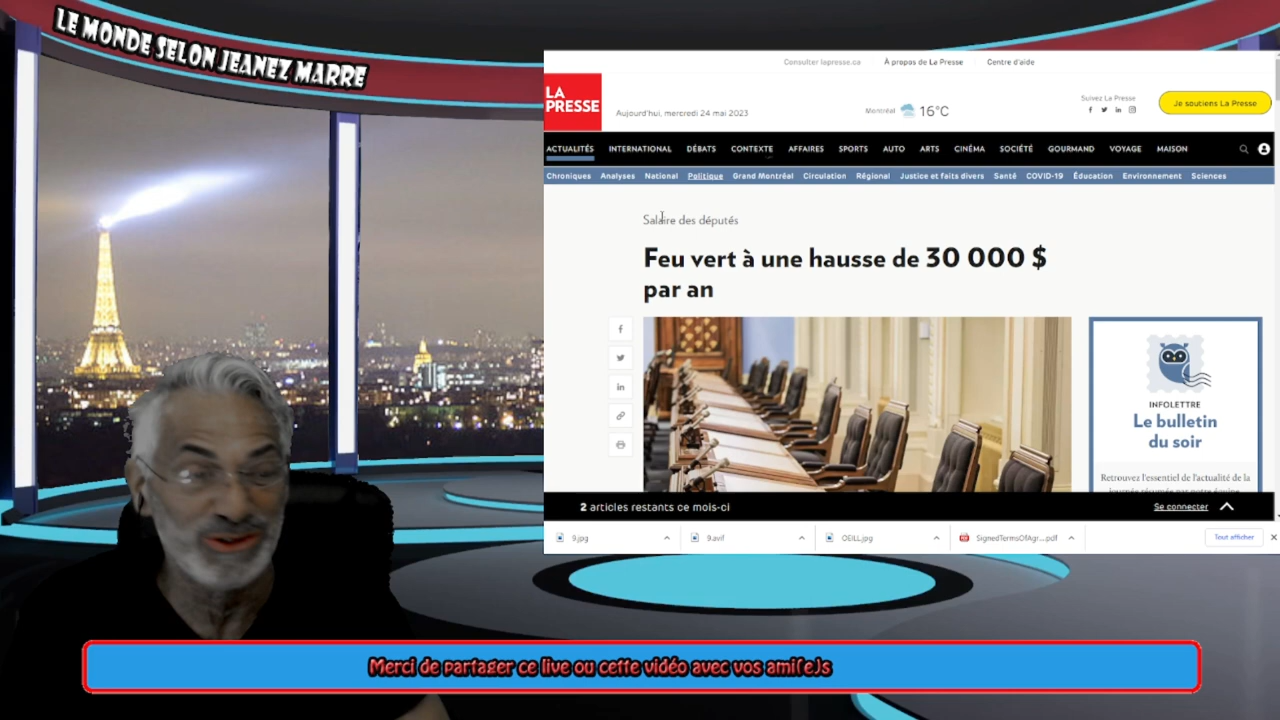 LE MONDE SELON JEANEZ MARRE
Consulter lapresse.ca
À propos de La Presse
Centre d'aide
LA
PRESSE
Aujourd'hui, mercredi 24 mai 2023
Montréal
16°C
Suivez La Presse
Je soutiens La Presse
ACTUALITÉS INTERNATIONAL DÉBATS CONTEXTE AFFAIRES SPORTS AUTO ARTS CINÉMA SOCIÉTÉ GOURMAND VOYAGE MAISON
Chroniques Analyses National Politique Grand Montréal Circulation Régional Justice et faits divers Santé COVID-19 Éducation Environnement Sciences
Salaire des députés
Feu vert à une hausse de 30 000 $
par an
INFOLETTRE
Le bulletin
du soir
Retrouvez l'essentiel de l'actualité de la
journée résumée par notre équipe
2 articles restants ce mois-ci
Se connecter
9.jpg
9.avif
OEILL.jpg
SignedTermsOfAgr....pdf
Tout afficher
Merci de partager ce live ou cette vidéo avec vos ami(e)s